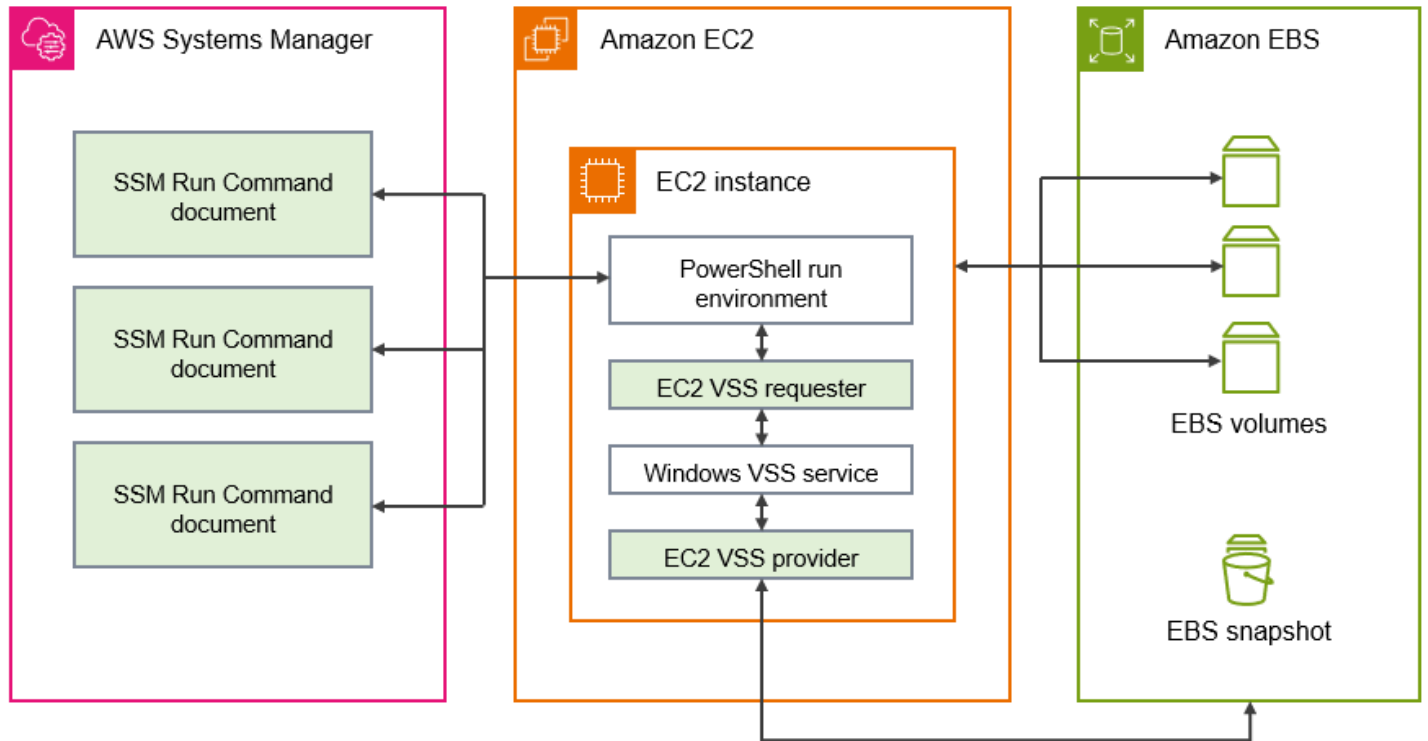 AWS Systems Manager
SSM Run Command
document
SSM Run Command
document
SSM Run Command
document
Amazon EC2
EC2 instance
PowerShell run
environment
EC2 VSS requester
Windows VSS service
EC2 VSS provider
Amazon EBS
EBS volumes
EBS snapshot